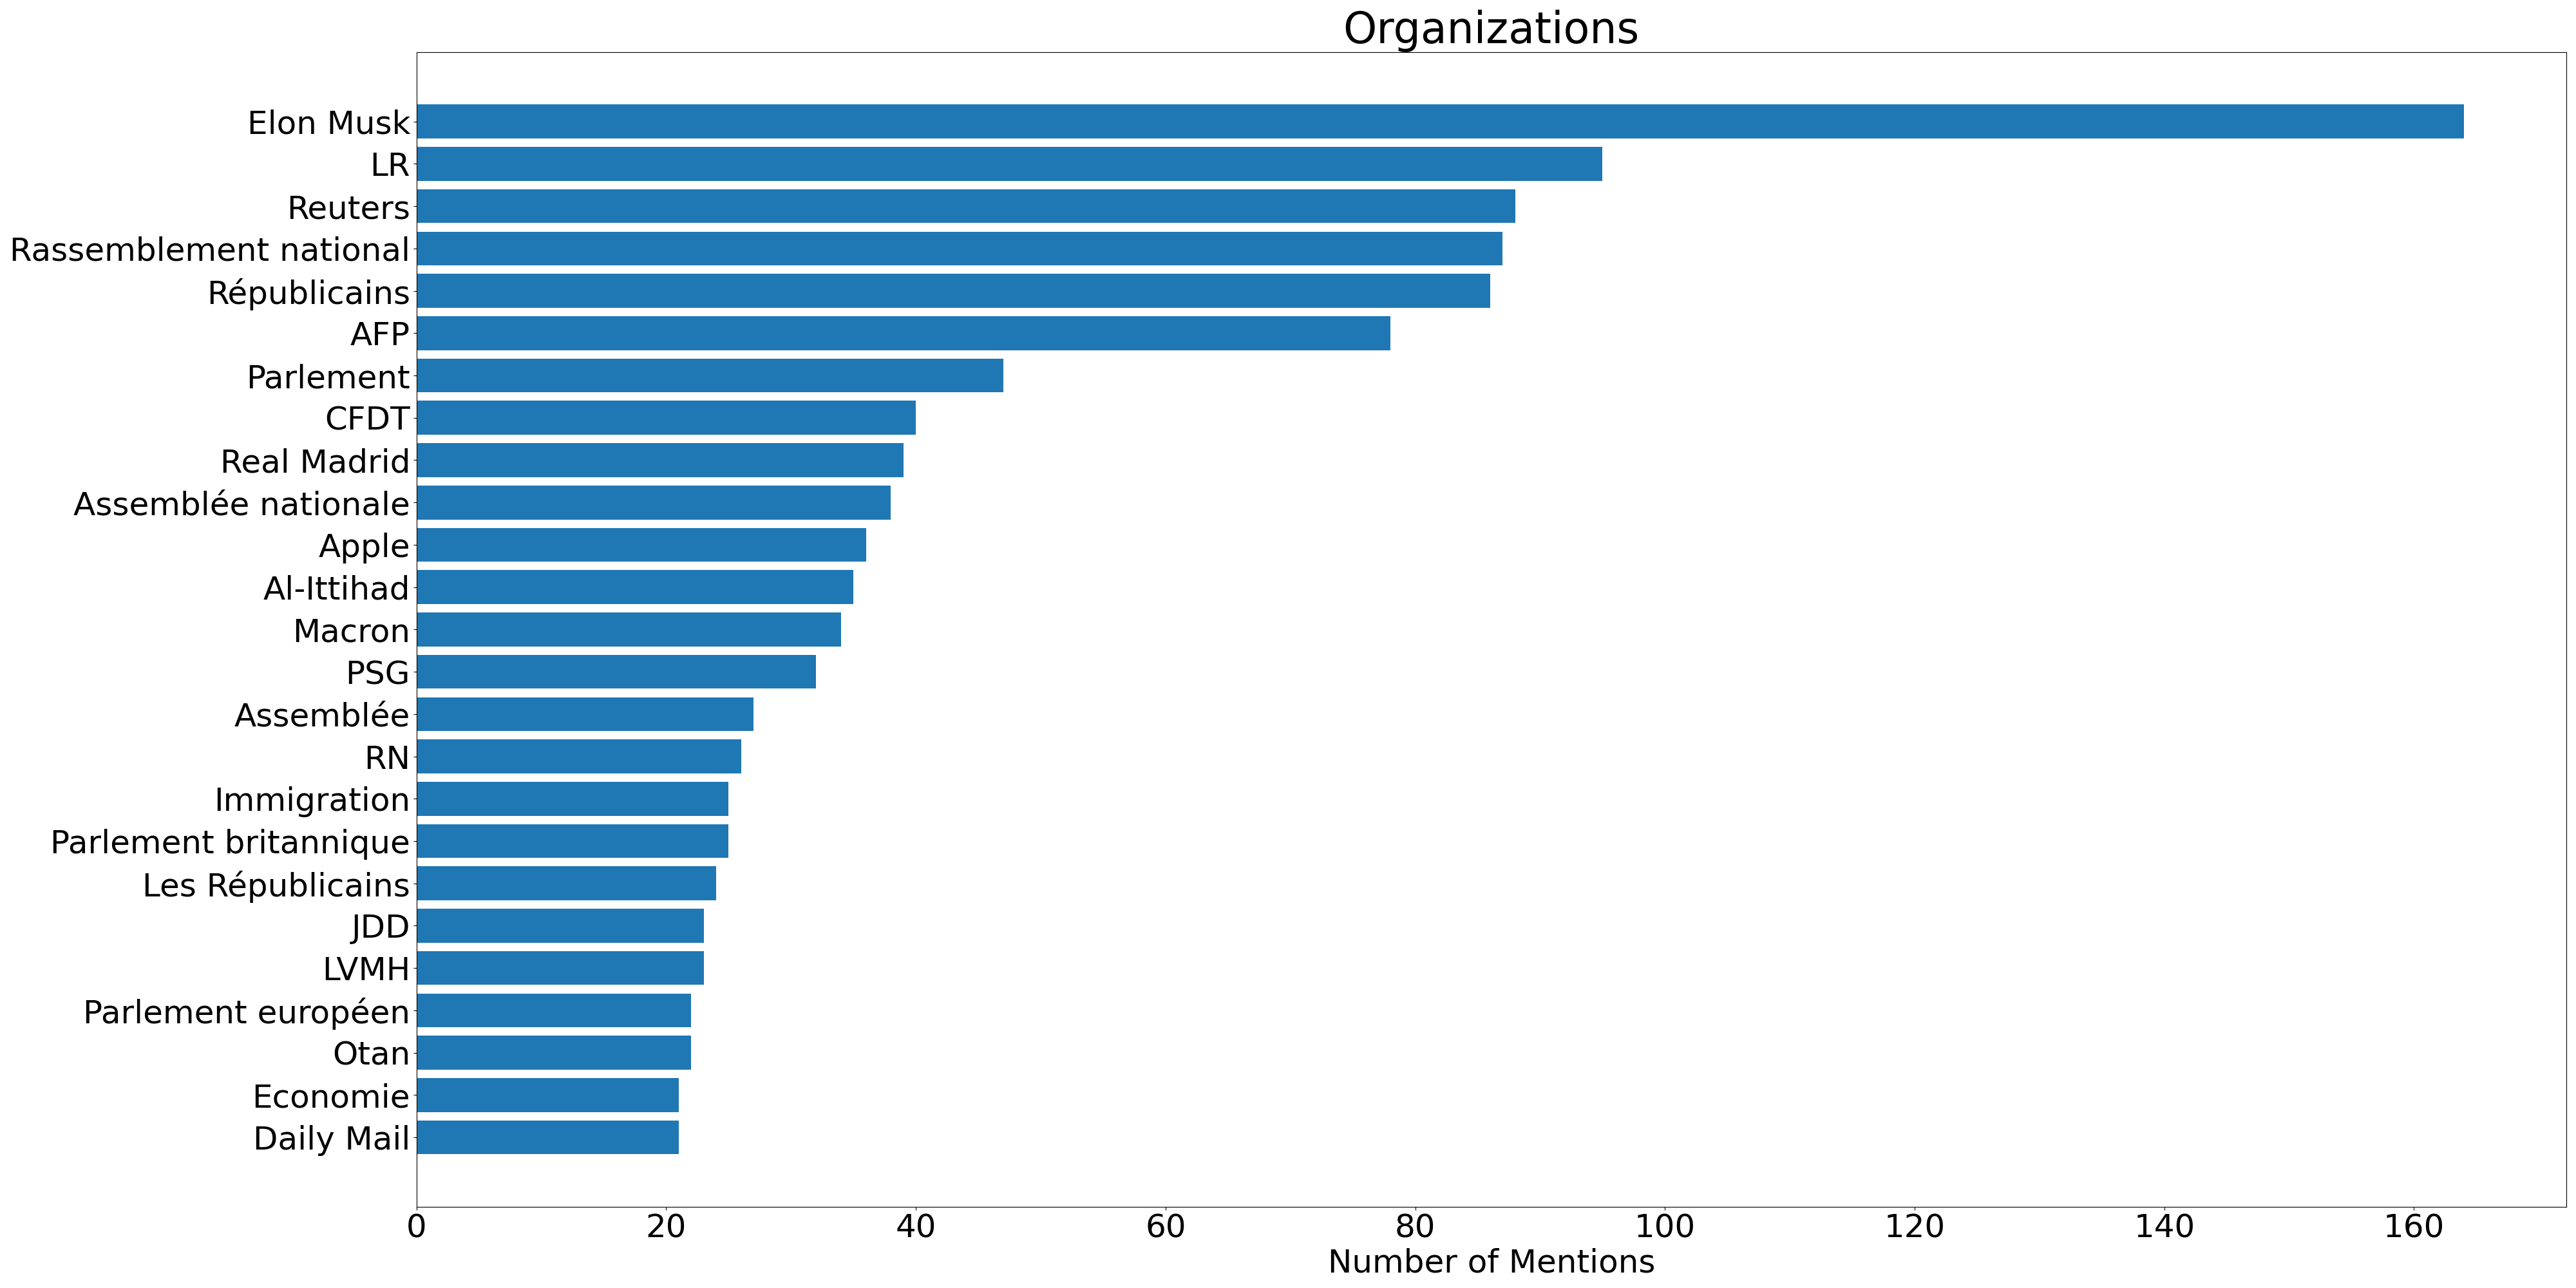 Organizations
Elon Musk
LR
Reuters
Rassemblement national
Républicains
AFP
Parlement
CFDT
Real Madrid
Assemblée nationale
Apple
Al-Ittihad
Macron
PSG
Assemblée
RN
Immigration
Parlement britannique
Les Républicains
JDD
LVMH
Parlement européen
Otan
Economie
Daily Mail
0 20 40 60 80 100 120 140 160
Number of Mentions